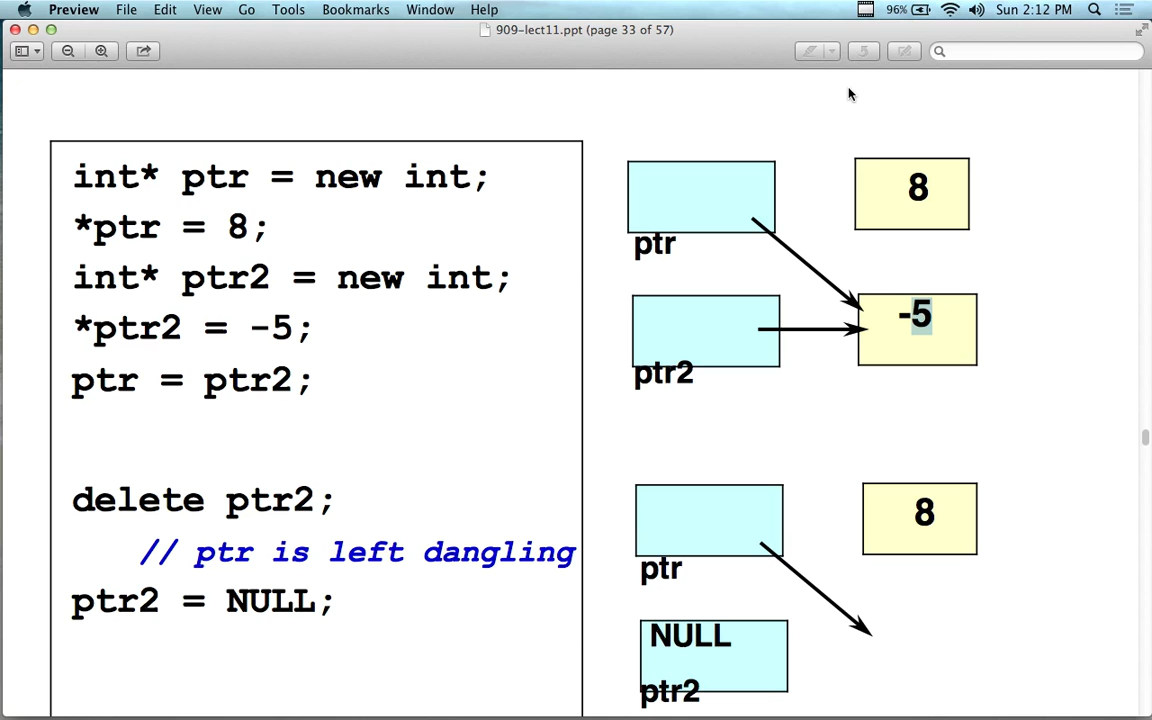 Preview File Edit View Go Tools Bookmarks Window Help 96% Sun 2:12 PM
909-lect11.ppt (page 33 of 57)
int* ptr = new int;
*ptr = 8;
int* ptr2 = new int;
*ptr2 = -5;
ptr = ptr2;
delete ptr2;
// ptr is left dangling
ptr2 = NULL;
8
ptr
-5
ptr2
8
ptr
NULL
ptr2